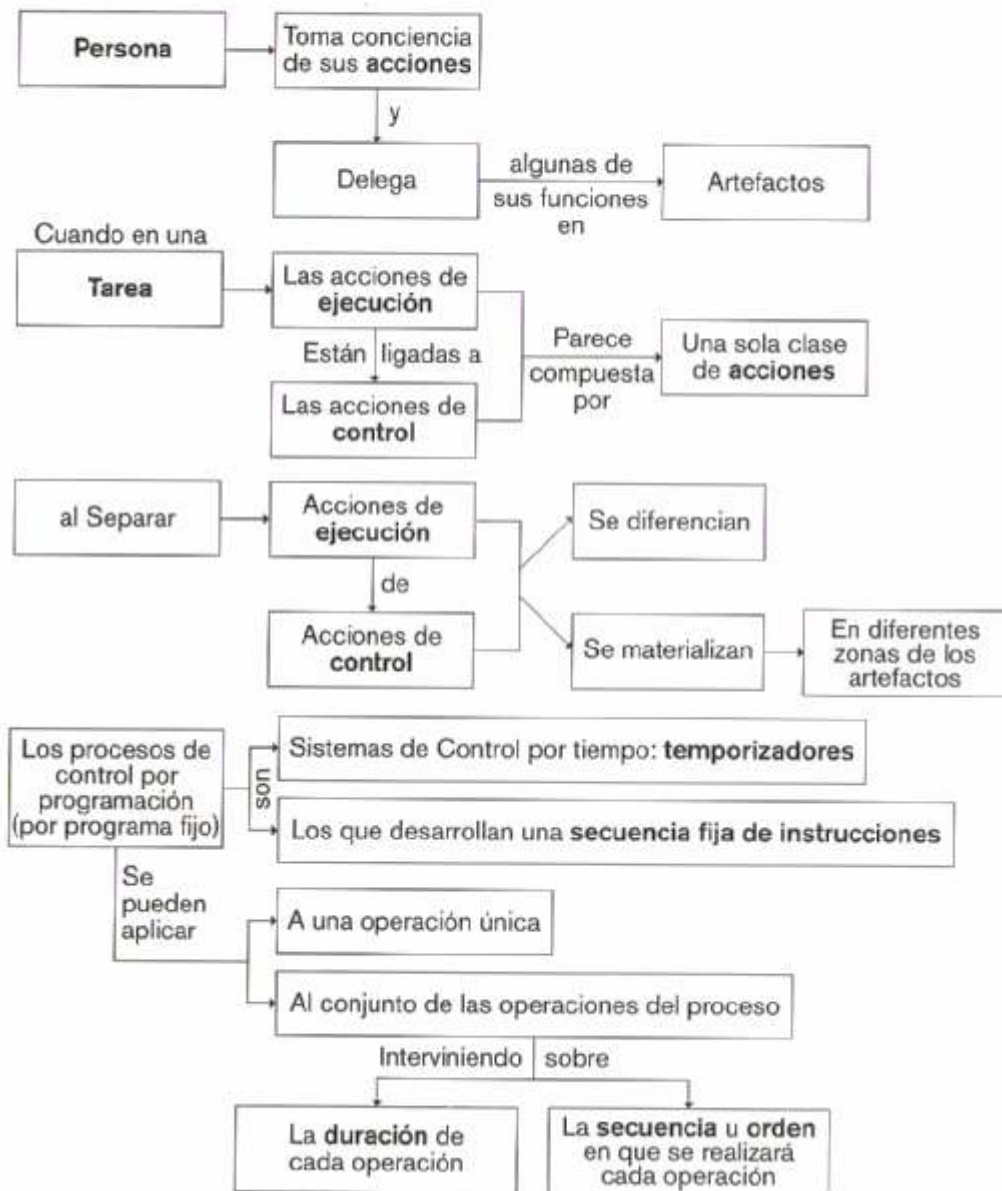 Persona
Toma conciencia
de sus acciones
y
Delega
algunas de
sus funciones
en
Artefactos
Cuando en una
Tarea
Las acciones de
ejecución
Están ligadas a
Las acciones de
control
Parece
compuesta
por
Una sola clase
de acciones
al Separar
Acciones de
ejecución
de
Acciones de
control
Se diferencian
Se materializan
En diferentes
zonas de los
artefactos
Los procesos de
control por
programación
(por programa fijo)
son
Sistemas de Control por tiempo: temporizadores
Los que desarrollan una secuencia fija de instrucciones
Se
pueden
aplicar
A una operación única
Al conjunto de las operaciones del proceso
Interviniendo sobre
La duración de
cada operación
La secuencia u orden
en que se realizará
cada operación